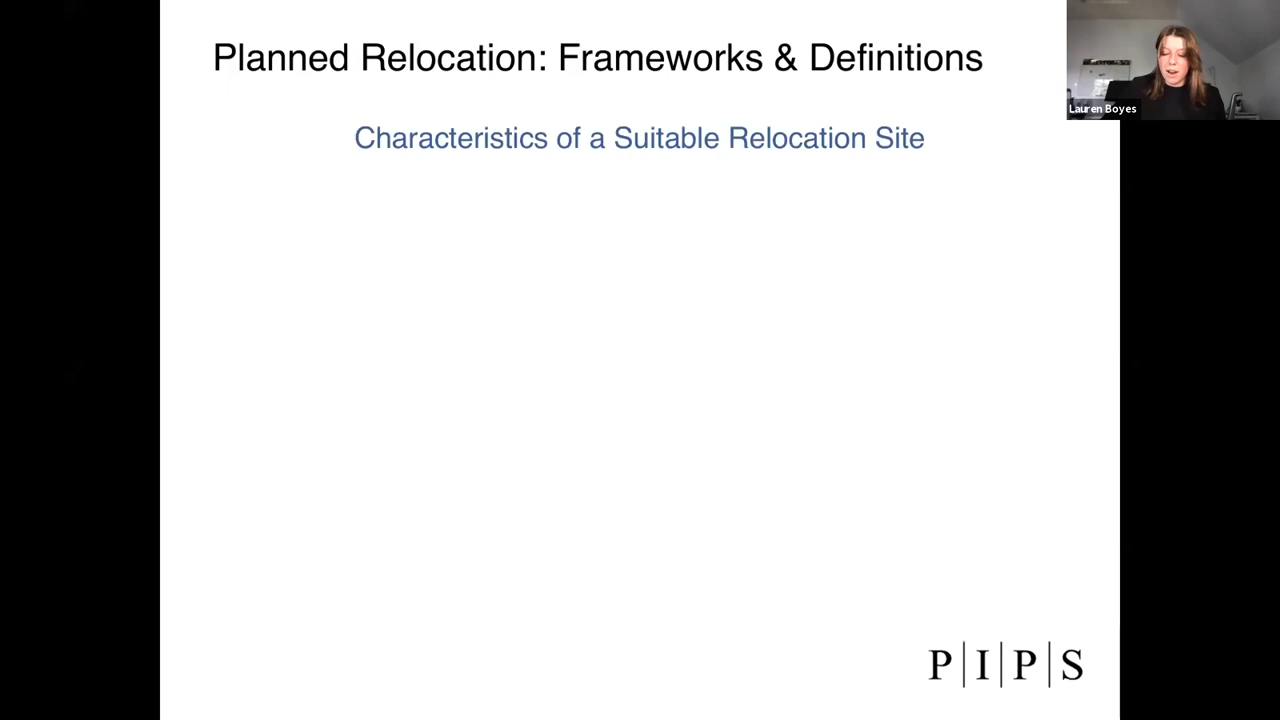 Planned Relocation: Frameworks & Definitions
Lauren Boyes
Characteristics of a Suitable Relocation Site
P|I|P|S